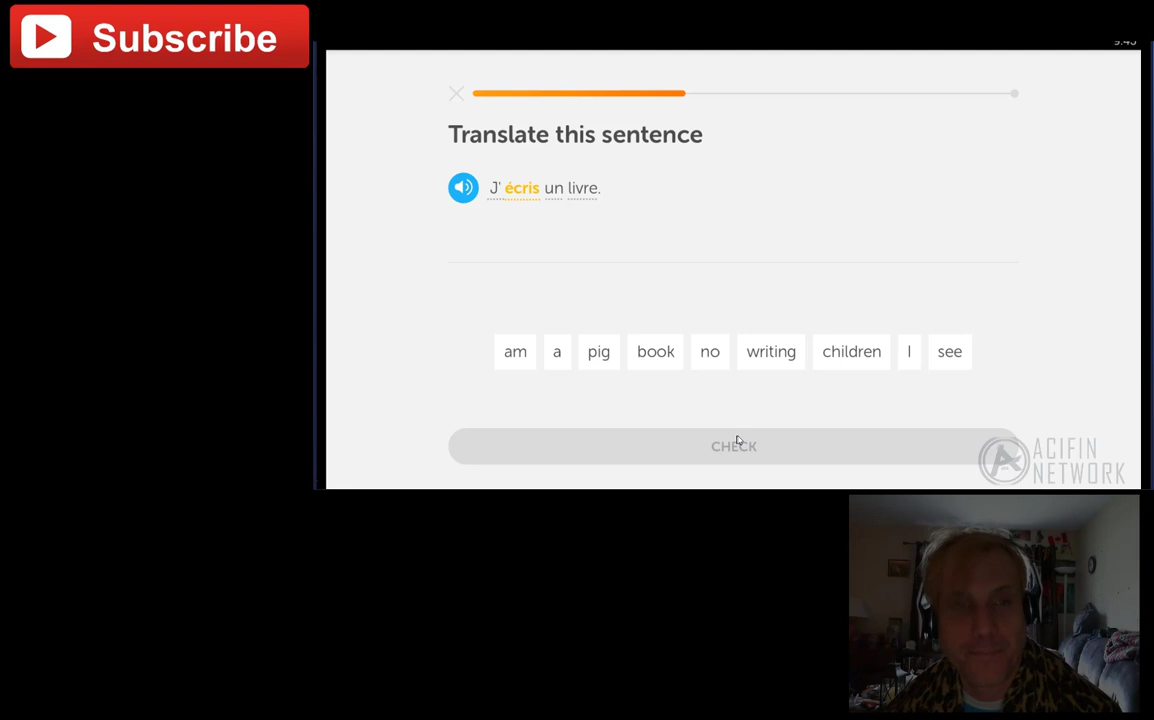 Subscribe
Translate this sentence
J'écris un livre.
am a pig book no writing children I see
CHECK
ACIFIN
NETWORK